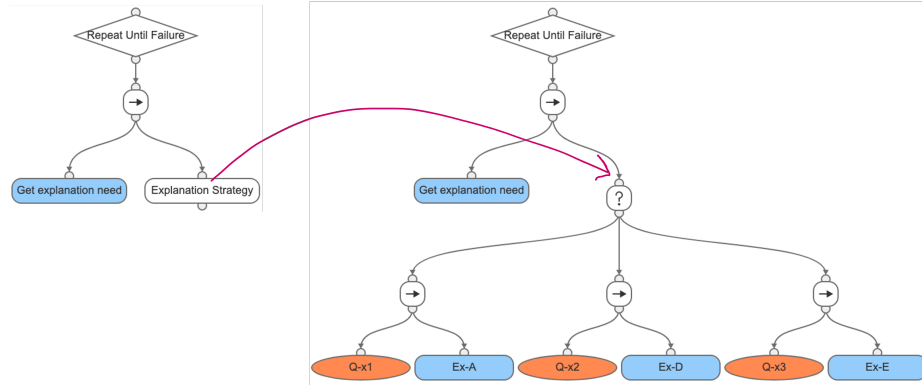 Repeat Until Failure
→
Get explanation need
Explanation Strategy
Repeat Until Failure
→
Get explanation need
?
→
→
→
Q-x1
Ex-A
Q-x2
Ex-D
Q-x3
Ex-E